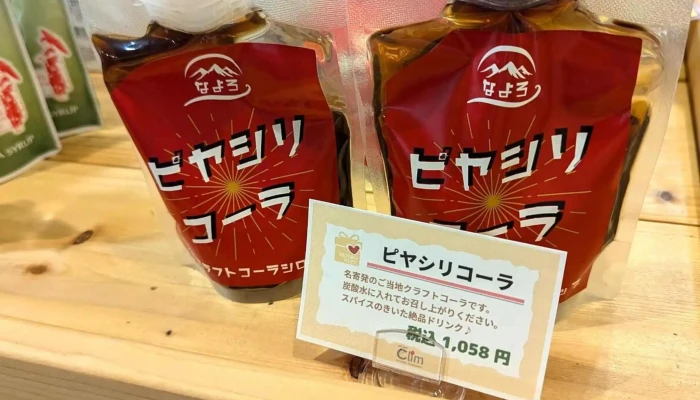 なよろ
ピヤシリ
コーラ
ラフトコーラシロ
なよろ
ピヤシリ
コーラ
SYRUP
ピヤシリコーラ
名寄発のご当地クラフトコーラです。
炭酸水に入れてお召し上がりください。
スパイスのきいた絶品ドリンク♪
税込 1,058 円
Clim